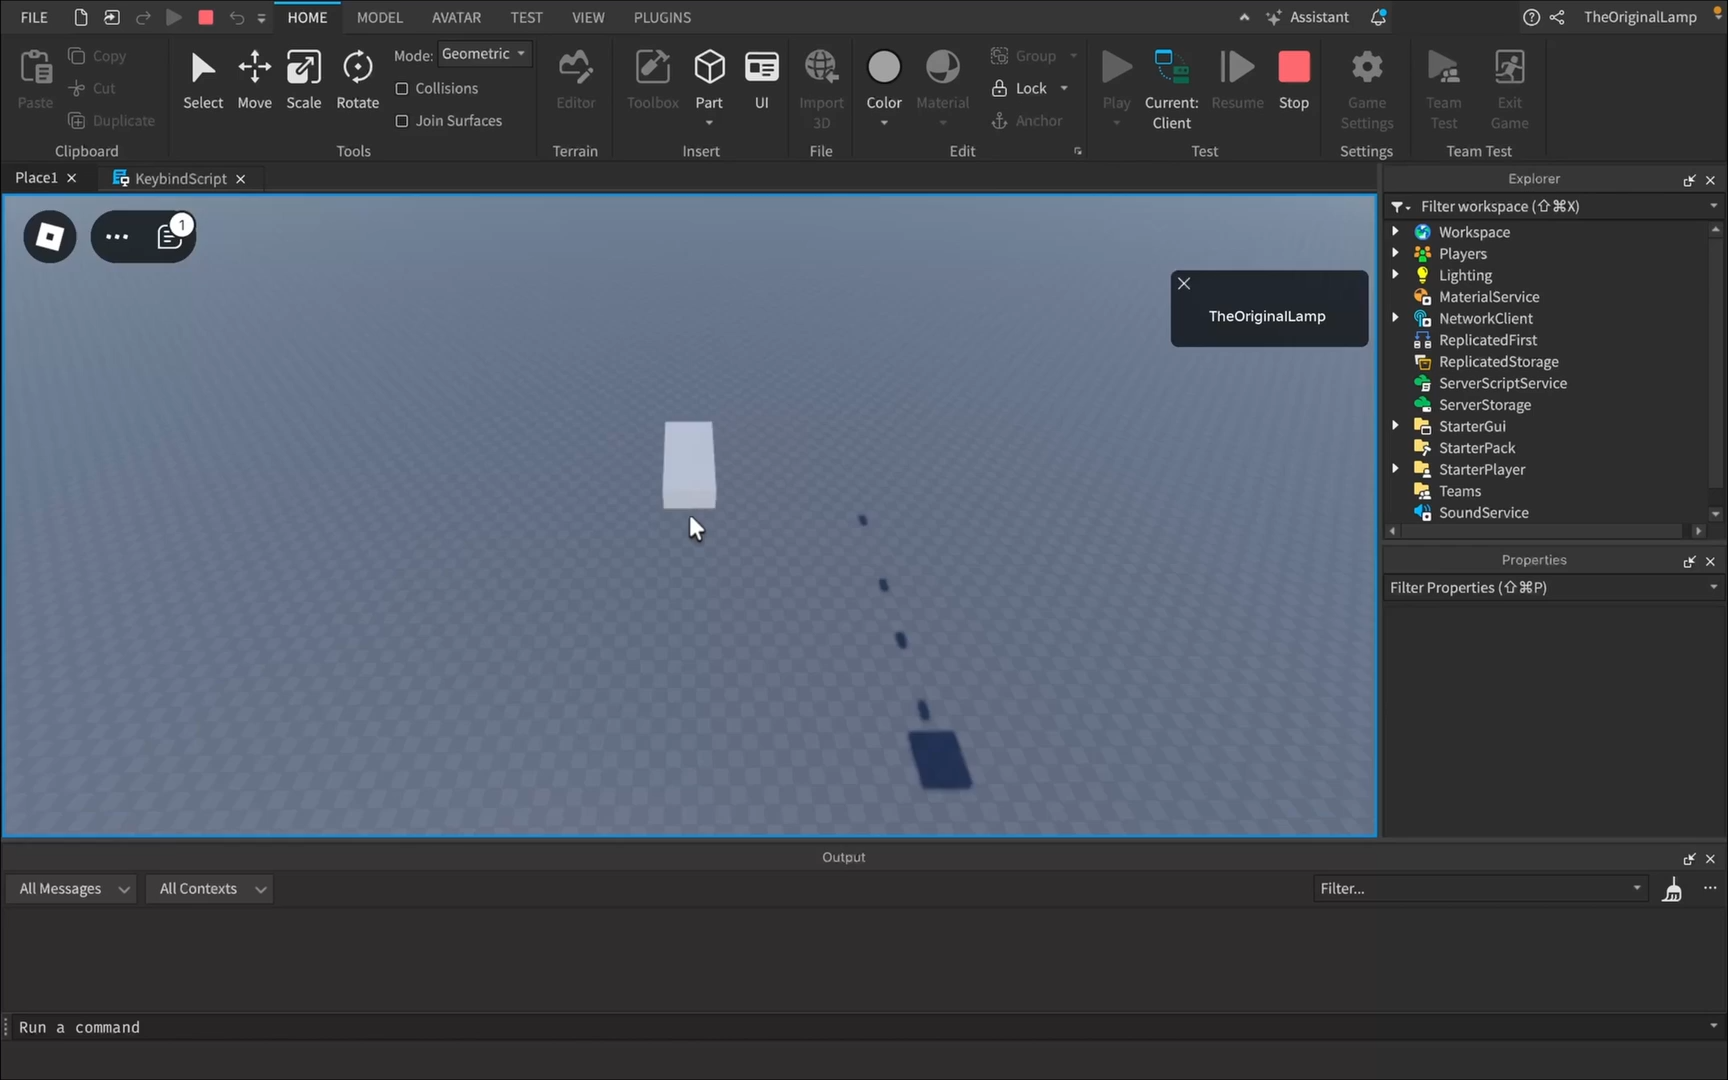 FILE
HOME
MODEL
AVATAR
TEST
VIEW
PLUGINS
Assistant
TheOriginalLamp
Paste
Copy
Cut
Duplicate
Clipboard
Select
Move
Scale
Rotate
Mode: Geometric
Collisions
Join Surfaces
Tools
Editor
Terrain
Toolbox
Part
UI
Insert
Import
3D
File
Color
Material
Group
Lock
Anchor
Edit
Play
Current:
Client
Resume
Stop
Test
Game
Settings
Settings
Team
Test
Exit
Game
Team Test
Place1
KeybindScript
1
TheOriginalLamp
Explorer
Filter workspace (⇧⌘X)
Workspace
Players
Lighting
MaterialService
NetworkClient
ReplicatedFirst
ReplicatedStorage
ServerScriptService
ServerStorage
StarterGui
StarterPack
StarterPlayer
Teams
SoundService
Properties
Filter Properties (⇧⌘P)
Output
All Messages
All Contexts
Filter...
Run a command